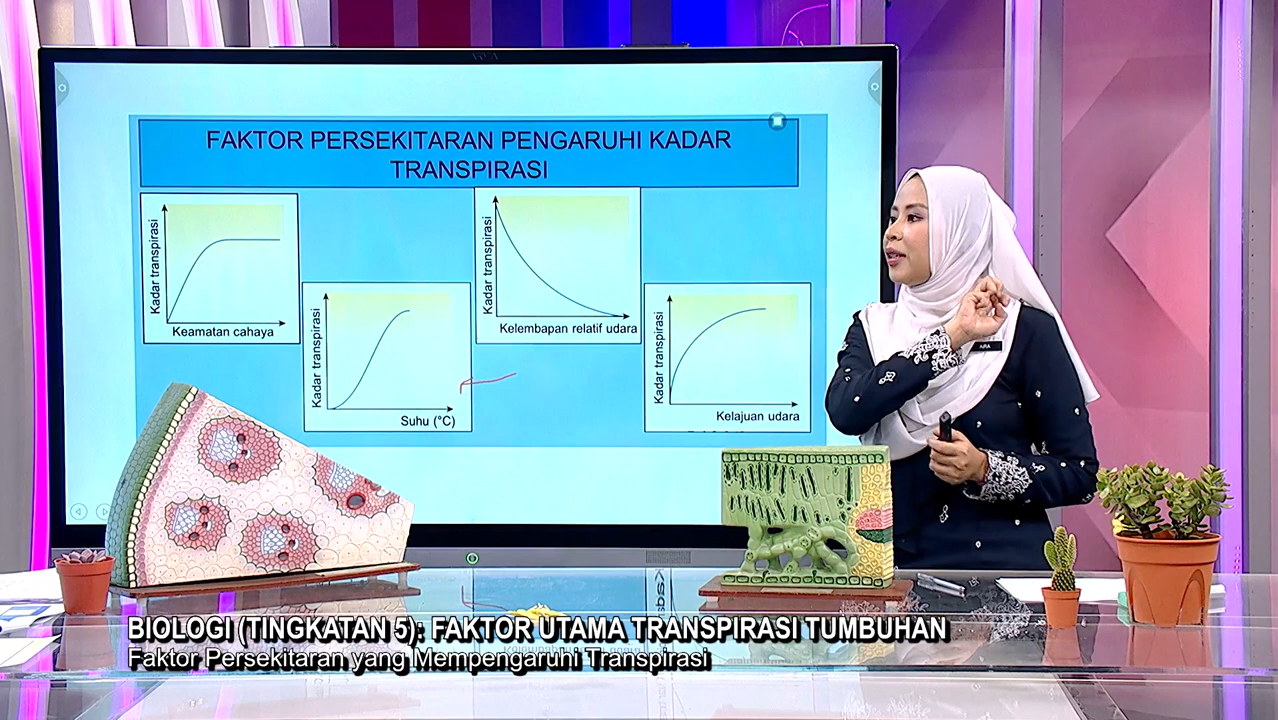 FAKTOR PERSEKITARAN PENGARUHI KADAR
TRANSPIRASI
Kadar transpirasi
Keamatan cahaya
Kadar transpirasi
Suhu (°C)
Kadar transpirasi
Kelembapan relatif udara
Kadar transpirasi
Kelajuan udara
AIRA
BIOLOGI (TINGKATAN 5): FAKTOR UTAMA TRANSPIRASI TUMBUHAN
Faktor Persekitaran yang Mempengaruhi Transpirasi